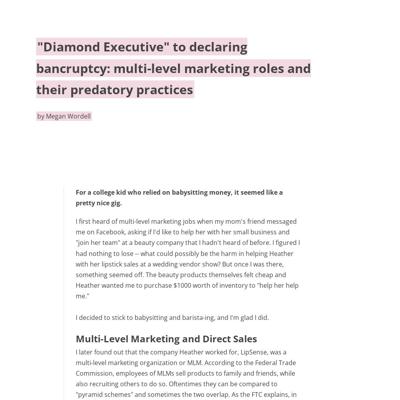 "Diamond Executive" to declaring
bancruptcy: multi-level marketing roles and
their predatory practices
by Megan Wordell
For a college kid who relied on babysitting money, it seemed like a
pretty nice gig.
I first heard of multi-level marketing jobs when my mom's friend messaged
me on Facebook, asking if I'd like to help her with her small business and
"join her team" at a beauty company that I hadn't heard of before. I figured I
had nothing to lose -- what could possibly be the harm in helping Heather
with her lipstick sales at a wedding vendor show? But once I was there,
something seemed off. The beauty products themselves felt cheap and
Heather wanted me to purchase $1000 worth of inventory to "help her help
me."
I decided to stick to babysitting and barista-ing, and I'm glad I did.
Multi-Level Marketing and Direct Sales
I later found out that the company Heather worked for, LipSense, was a
multi-level marketing organization or MLM. According to the Federal Trade
Commission, employees of MLMs sell products to family and friends, while
also recruiting others to do so. Oftentimes they can be compared to
"pyramid schemes" and sometimes the two overlap. As the FTC explains, in